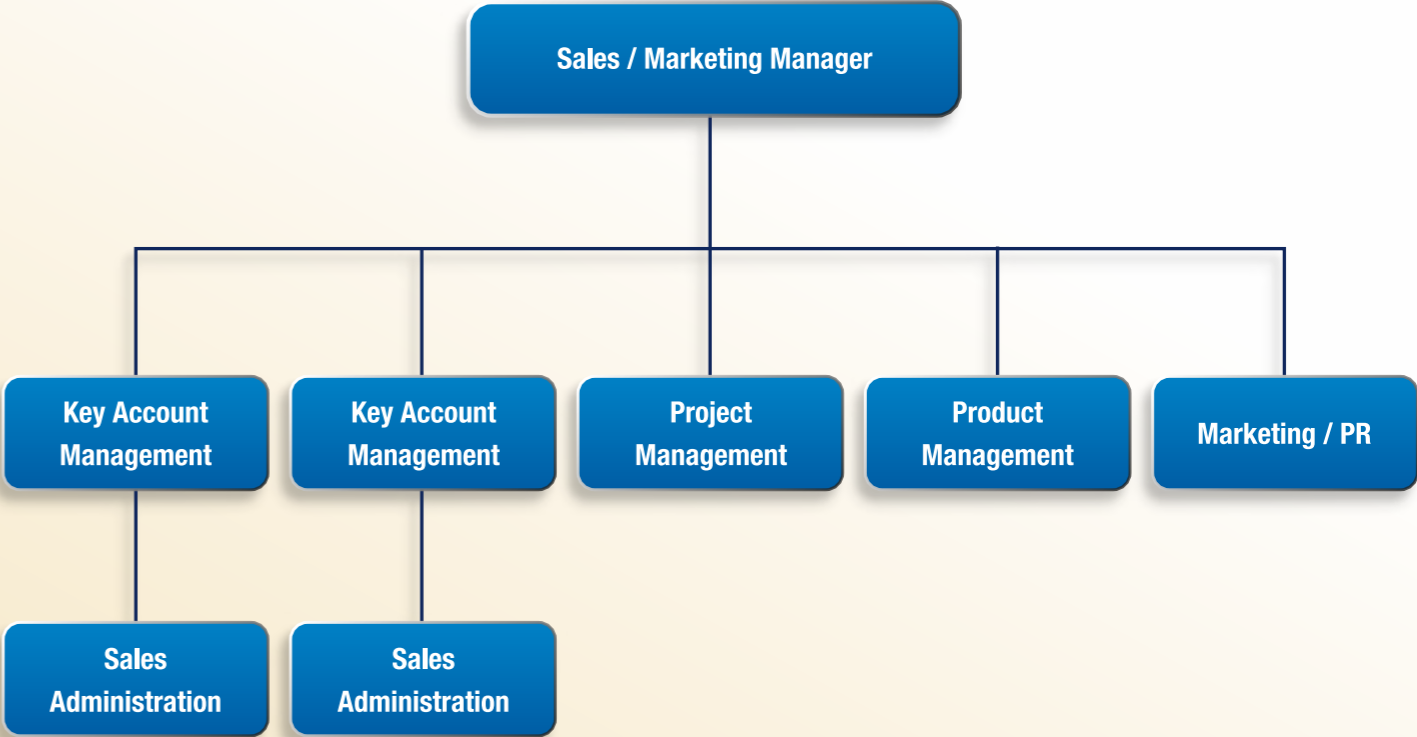 Sales / Marketing Manager
Key Account
Management
Key Account
Management
Project
Management
Product
Management
Marketing / PR
Sales
Administration
Sales
Administration